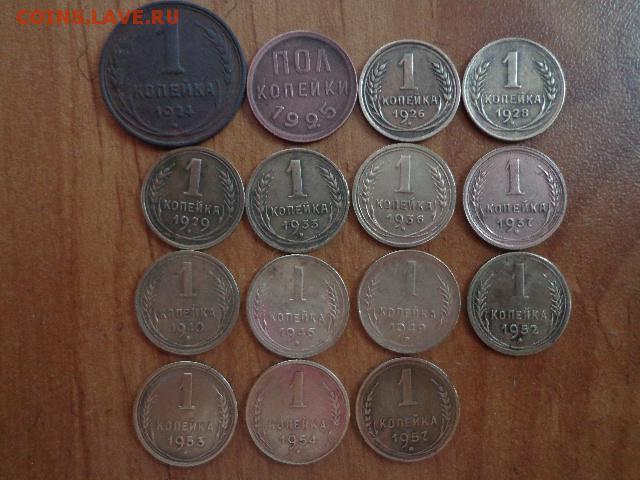 COINS.LAVE.RU
1
КОПЕЙКА
1924
ПОЛ
КОПЕЙКИ
1925
1
КОПЕЙКА
1926
1
КОПЕЙКА
1928
1
КОПЕЙКА
1929
1
КОПЕЙКА
1933
1
КОПЕЙКА
1936
1
КОПЕЙКА
1937
1
КОПЕЙКА
1940
1
КОПЕЙКА
1945
1
КОПЕЙКА
1949
1
КОПЕЙКА
1952
1
КОПЕЙКА
1953
1
КОПЕЙКА
1954
1
КОПЕЙКА
1957